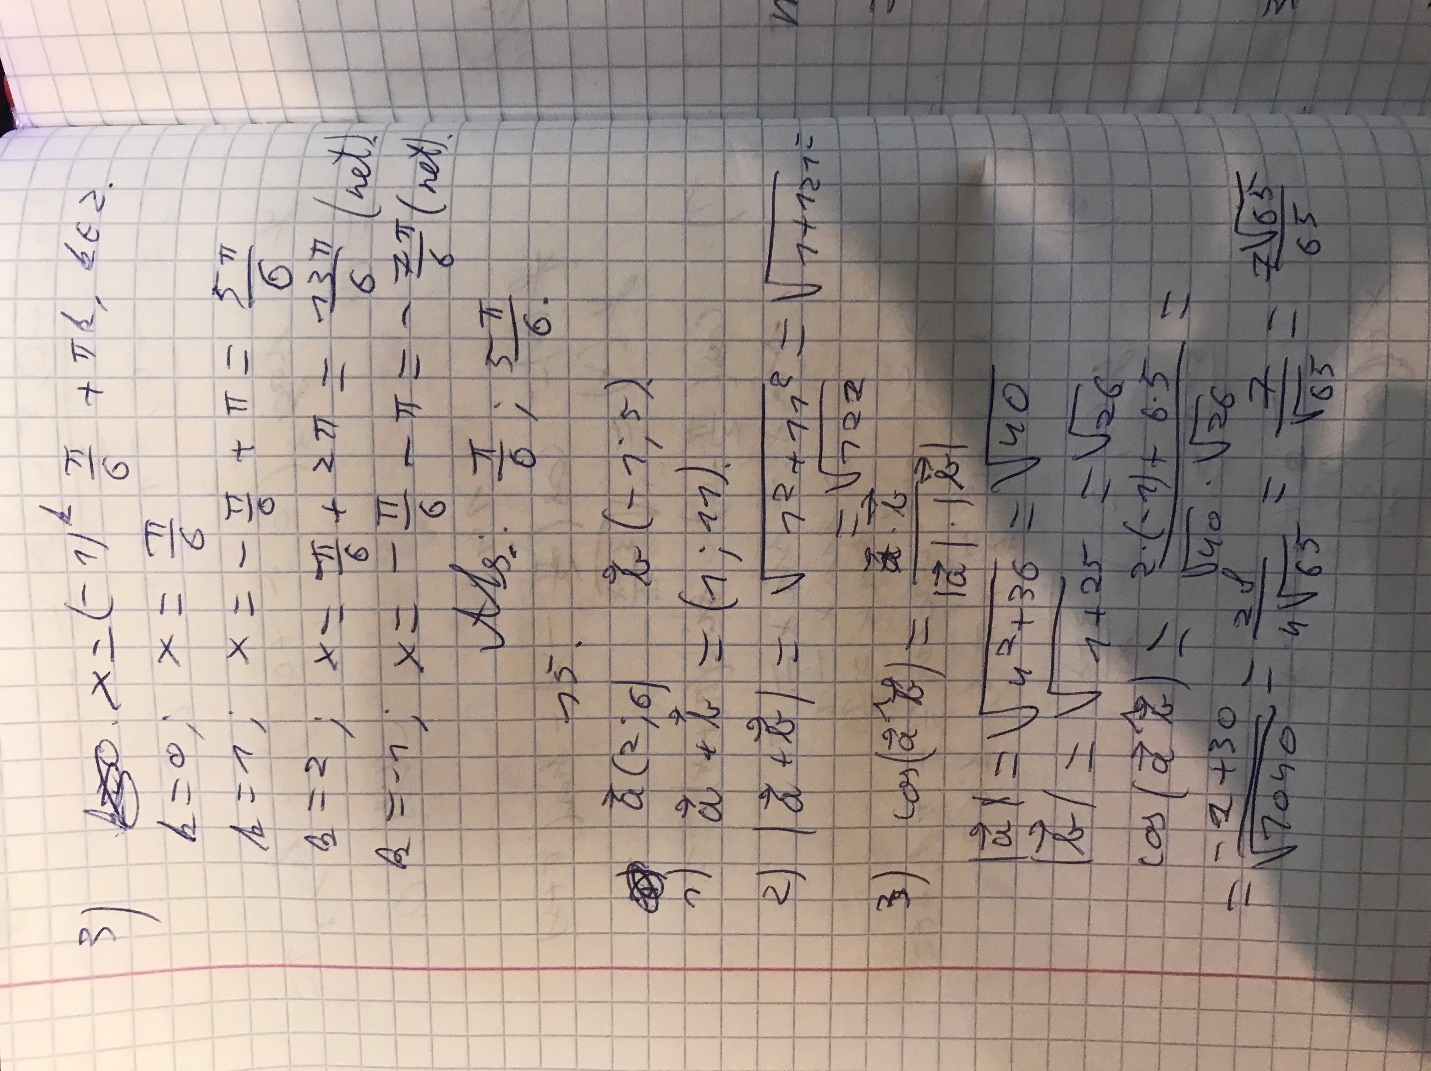 3) x = (-1)^k π/6 + πk, k∈z.
k=0; x = π/6
k=1; x = -π/6 + π = 5π/6
k=2; x = π/6 + 2π = 13π/6 (net).
k=-1; x = -π/6 - π = -7π/6 (net).
π/6; 5π/6.
15.
a⃗(2;6) b⃗(-1;5)
1) a⃗+b⃗ = (1;11).
2) |a⃗+b⃗| = √(1²+11²) = √(1+121) =
= √122
3) cos(a⃗^b⃗) = a⃗·b⃗/(|a⃗|·|b⃗|)
|a⃗| = √(4²+36) = √40
|b⃗| = √(1+25) = √26
cos(a⃗^b⃗) = (2·(-1)+6·5)/(√40·√26) =
= (-2+30)/√1040 = 28/(4√65) = 7/√65 = 7√65/65